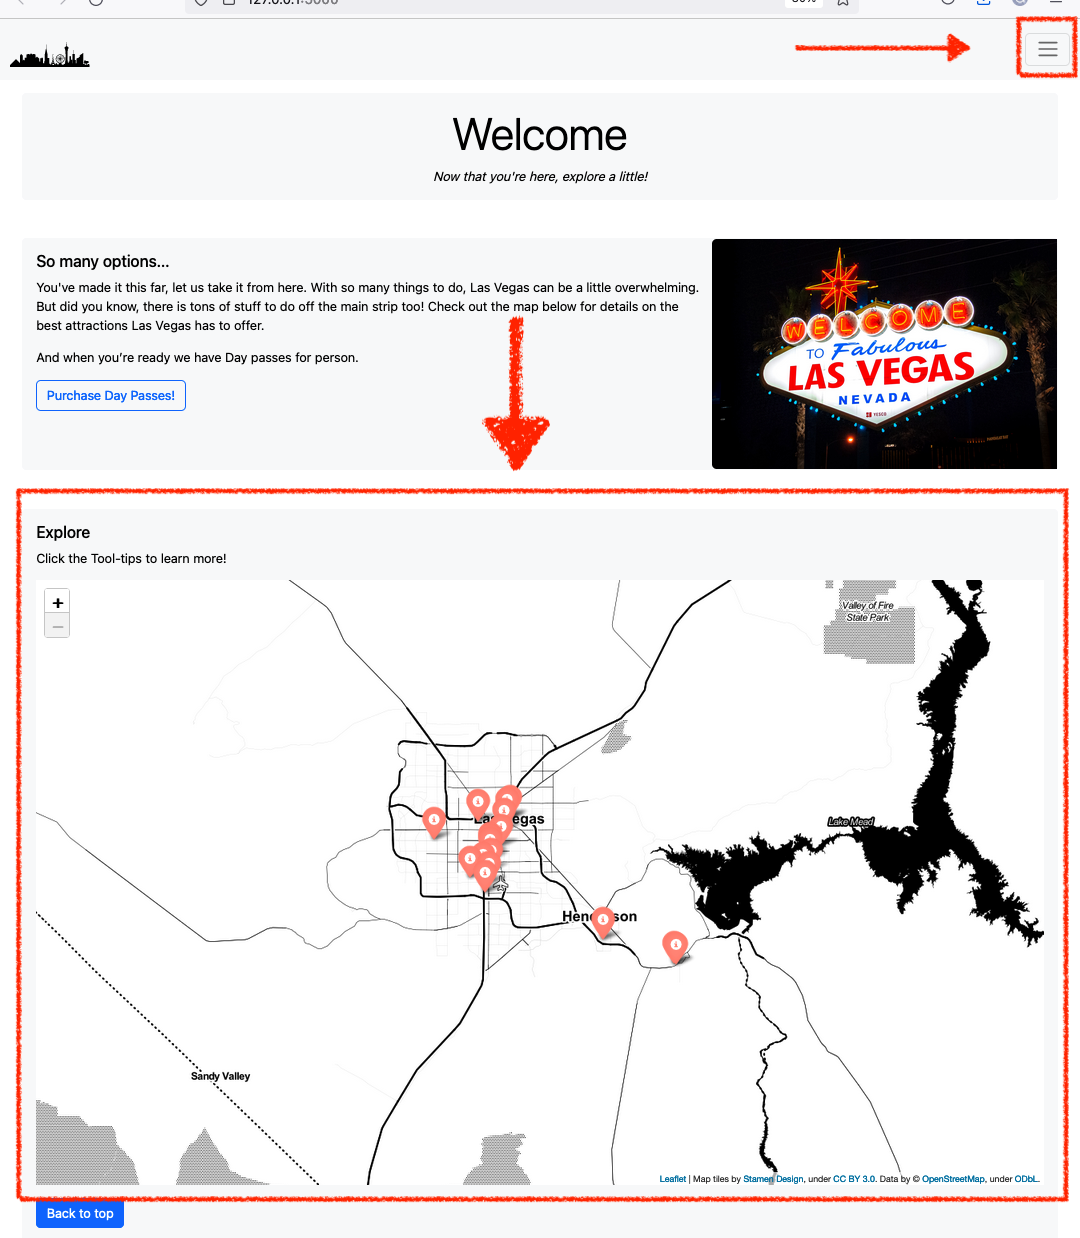 Welcome
Now that you're here, explore a little!
So many options...
You've made it this far, let us take it from here. With so many things to do, Las Vegas can be a little overwhelming.
But did you know, there is tons of stuff to do off the main strip too! Check out the map below for details on the
best attractions Las Vegas has to offer.
And when you're ready we have Day passes for person.
Purchase Day Passes!
WELCOME
TO Fabulous
LAS VEGAS
NEVADA
YESCO
Explore
Click the Tool-tips to learn more!
+
−
Valley of Fire
State Park
Lake Mead
Sandy Valley
Leaflet | Map tiles by Stamen Design, under CC BY 3.0. Data by © OpenStreetMap, under ODbL.
Back to top